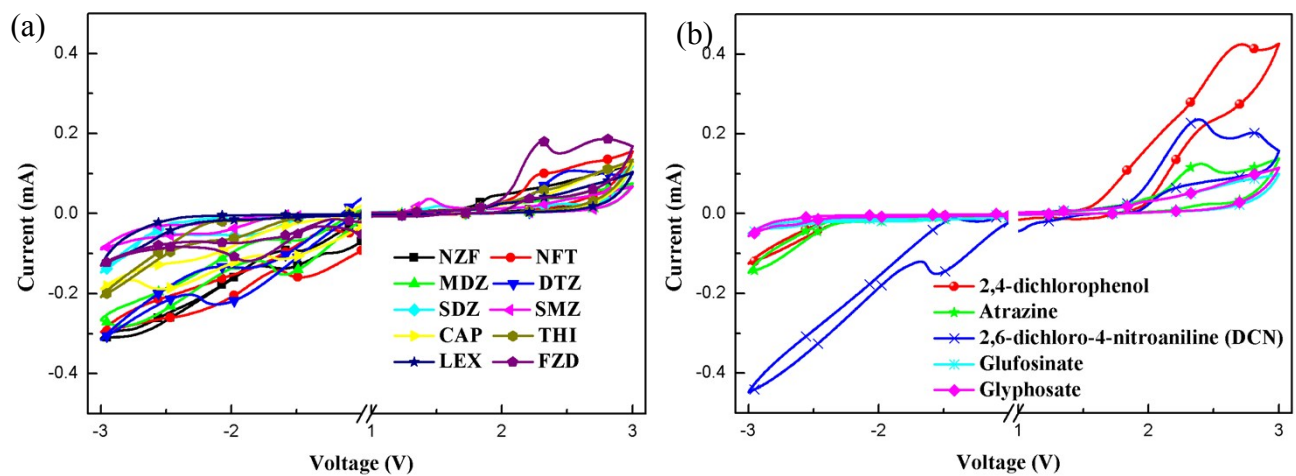 (a)
0.4
0.2
0.0
-0.2
-0.4
Current (mA)
NZF NFT
MDZ DTZ
SDZ SMZ
CAP THI
LEX FZD
-3 -2 1 2 3
Voltage (V)
(b)
0.4
0.2
0.0
-0.2
-0.4
Current (mA)
2,4-dichlorophenol
Atrazine
2,6-dichloro-4-nitroaniline (DCN)
Glufosinate
Glyphosate
-3 -2 1 2 3
Voltage (V)